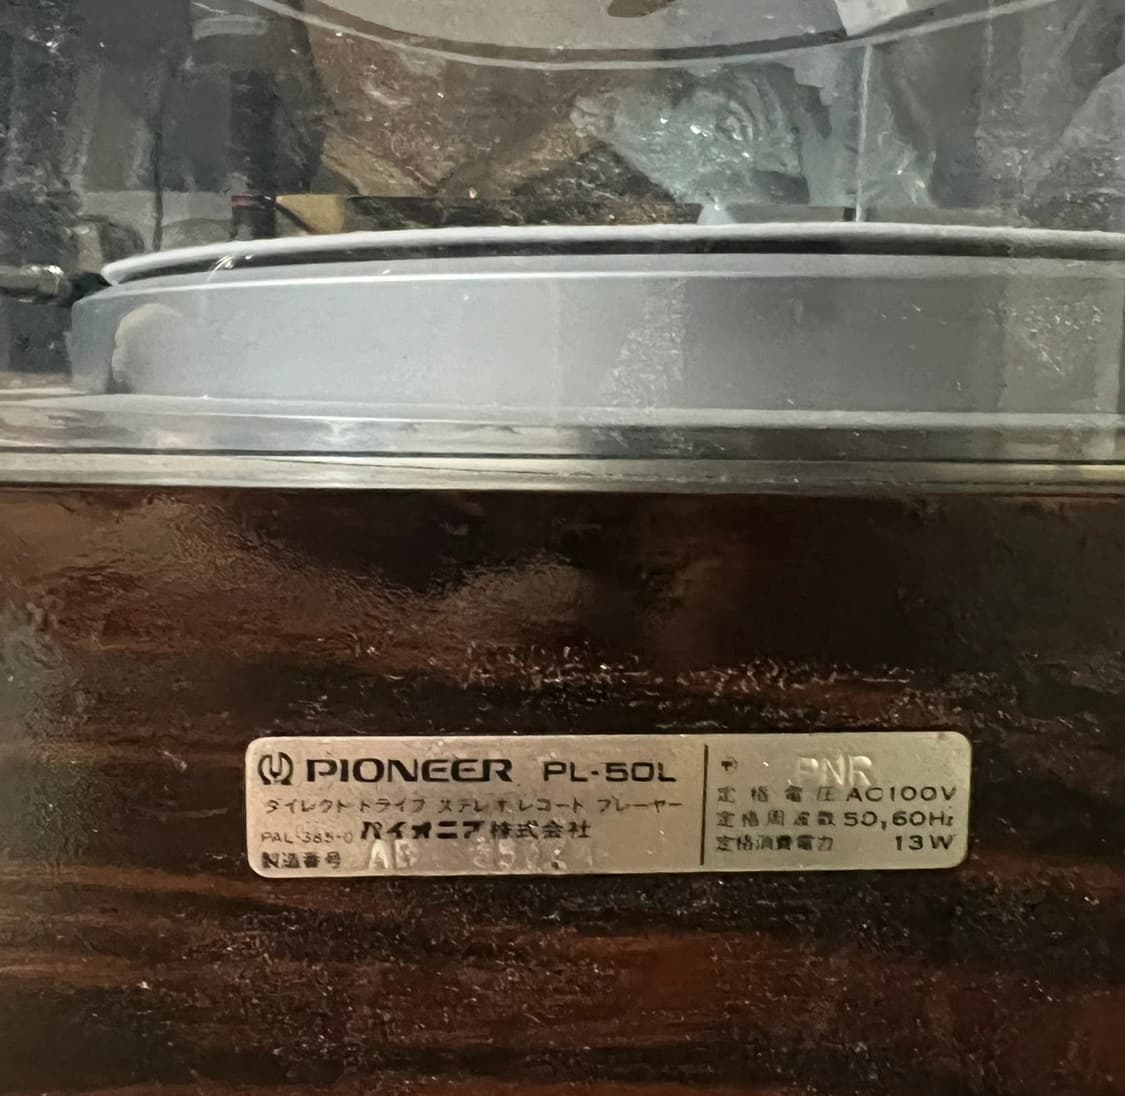 PIONEER PL-50L
ダイレクトドライブ ステレオ レコード プレーヤー
PAL-385-0 パイオニア株式会社
製造番号
PNR
定格電圧 AC100V
定格周波数 50,60Hz
定格消費電力 13W